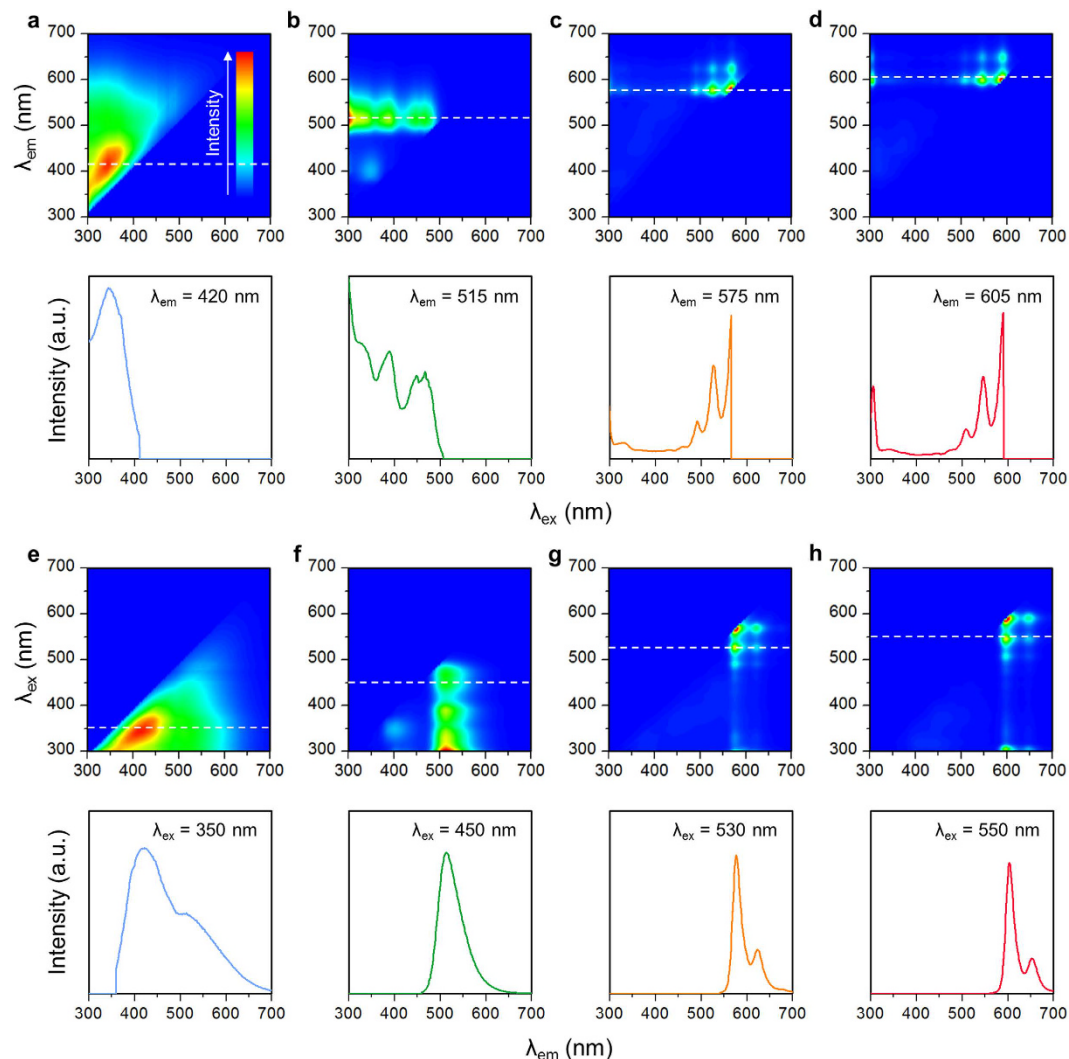 a b c d
700 700 700 700
600 600 600 600
500 500 500 500
400 400 400 400
300 300 300 300
λem (nm)
Intensity
300 400 500 600 700 300 400 500 600 700 300 400 500 600 700 300 400 500 600 700
λem = 420 nm λem = 515 nm λem = 575 nm λem = 605 nm
Intensity (a.u.)
300 400 500 600 700 300 400 500 600 700 300 400 500 600 700 300 400 500 600 700
λex (nm)
e f g h
700 700 700 700
600 600 600 600
500 500 500 500
400 400 400 400
300 300 300 300
λex (nm)
300 400 500 600 700 300 400 500 600 700 300 400 500 600 700 300 400 500 600 700
λex = 350 nm λex = 450 nm λex = 530 nm λex = 550 nm
Intensity (a.u.)
300 400 500 600 700 300 400 500 600 700 300 400 500 600 700 300 400 500 600 700
λem (nm)